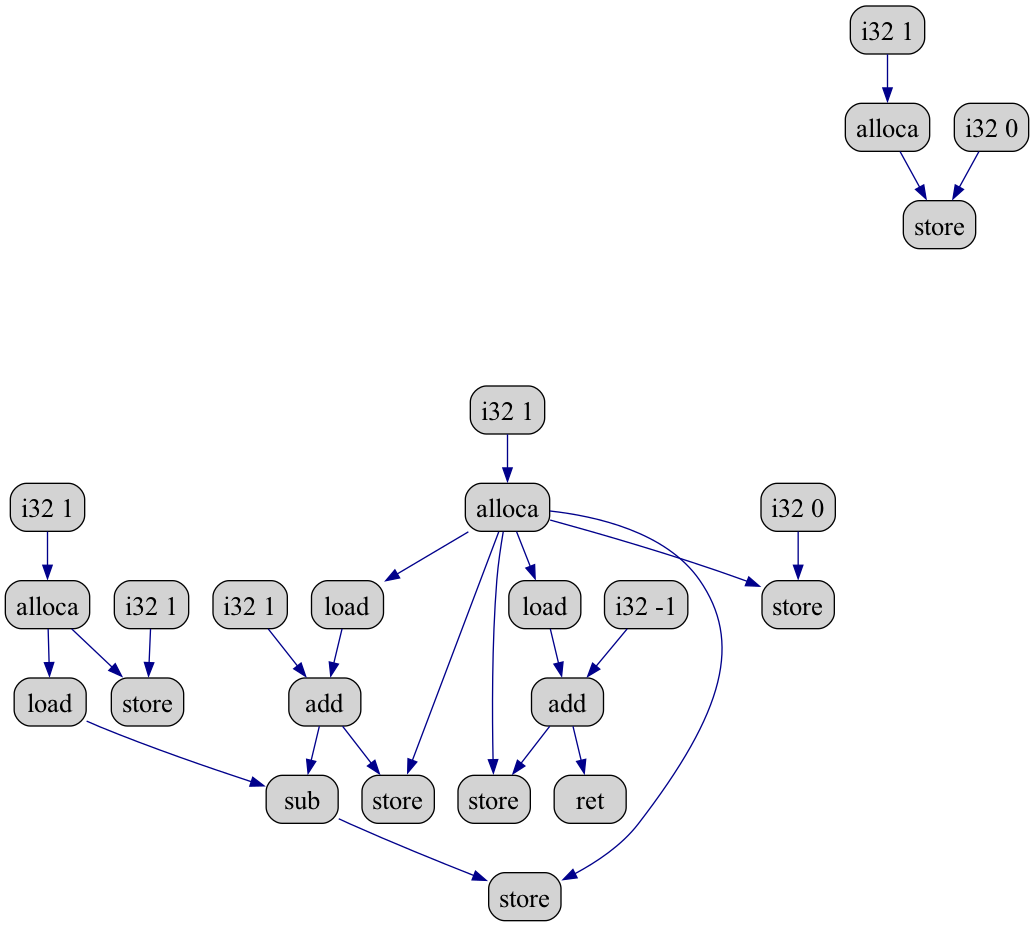 i32 1
alloca
i32 0
store
i32 1
i32 1
alloca
i32 0
alloca
i32 1
i32 1
load
load
i32 -1
store
load
store
add
add
sub
store
store
ret
store